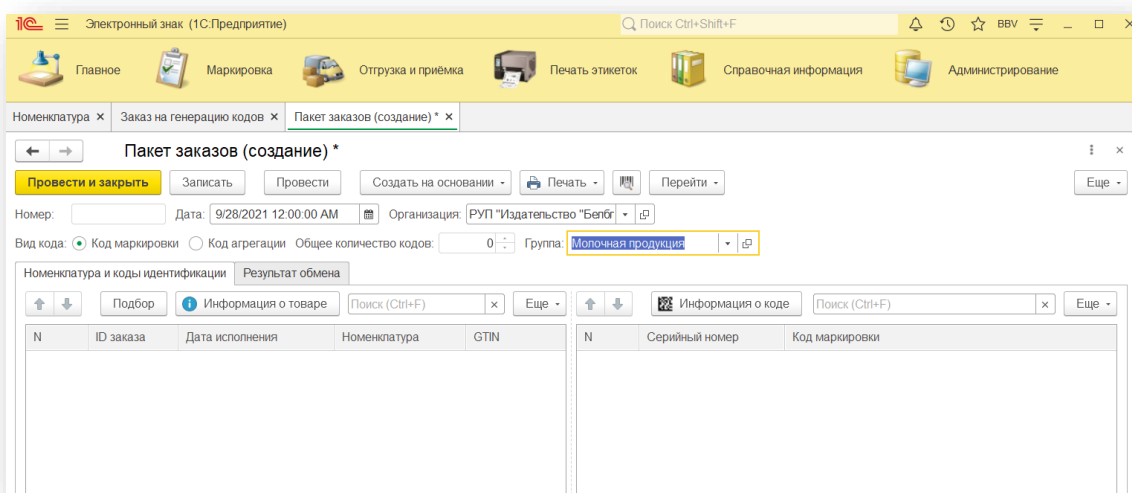 Электронный знак (1С:Предприятие) Поиск Ctrl+Shift+F BBV
Главное Маркировка Отгрузка и приёмка Печать этикеток Справочная информация Администрирование
Номенклатура × Заказ на генерацию кодов × Пакет заказов (создание) * ×
Пакет заказов (создание) *
Провести и закрыть Записать Провести Создать на основании Печать Перейти Еще
Номер: Дата: 9/28/2021 12:00:00 AM Организация: РУП "Издательство "Белбг
Вид кода: Код маркировки Код агрегации Общее количество кодов: 0 Группа: Молочная продукция
Номенклатура и коды идентификации Результат обмена
Подбор Информация о товаре Поиск (Ctrl+F) × Еще Информация о коде Поиск (Ctrl+F) × Еще
N ID заказа Дата исполнения Номенклатура GTIN N Серийный номер Код маркировки